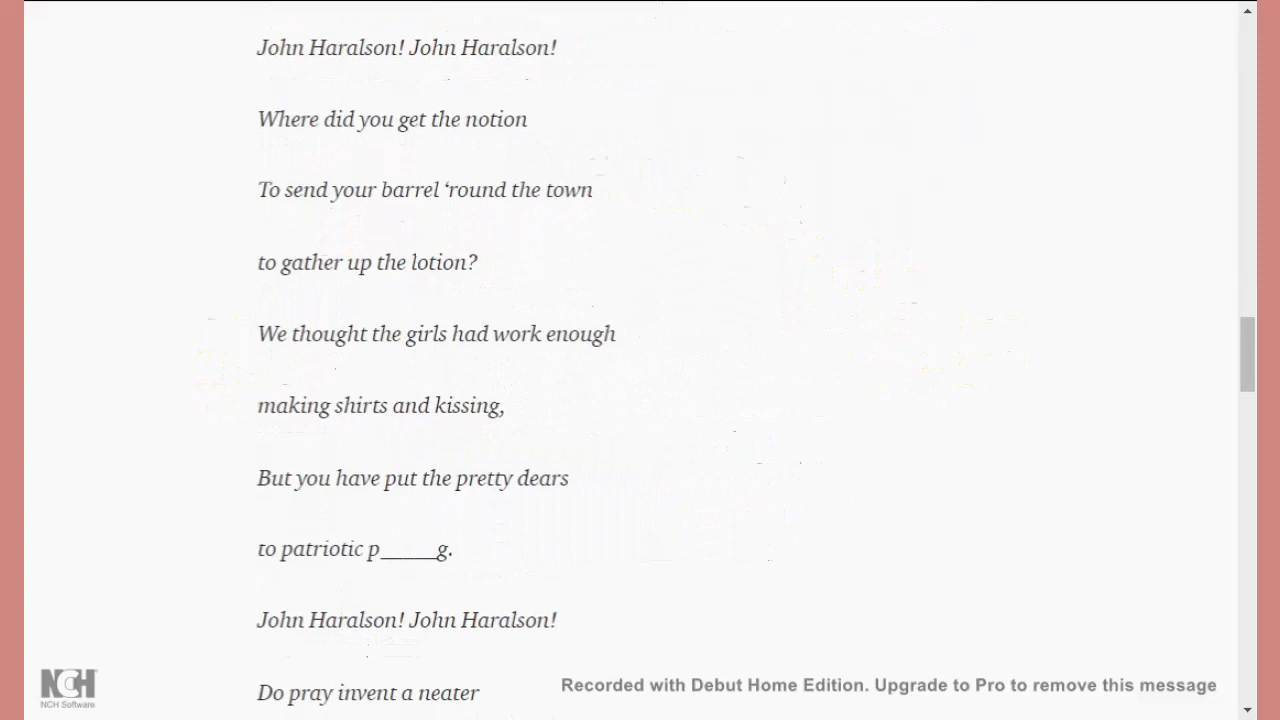 John Haralson! John Haralson!
Where did you get the notion
To send your barrel ‘round the town
to gather up the lotion?
We thought the girls had work enough
making shirts and kissing,
But you have put the pretty dears
to patriotic p_____g.
John Haralson! John Haralson!
Do pray invent a neater
NCH
NCH Software
Recorded with Debut Home Edition. Upgrade to Pro to remove this message